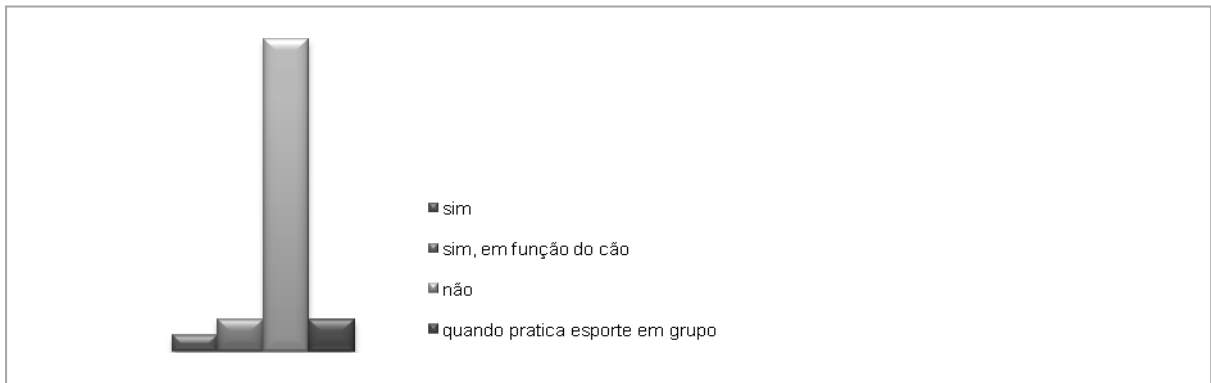 sim
sim, em função do cão
não
quando pratica esporte em grupo